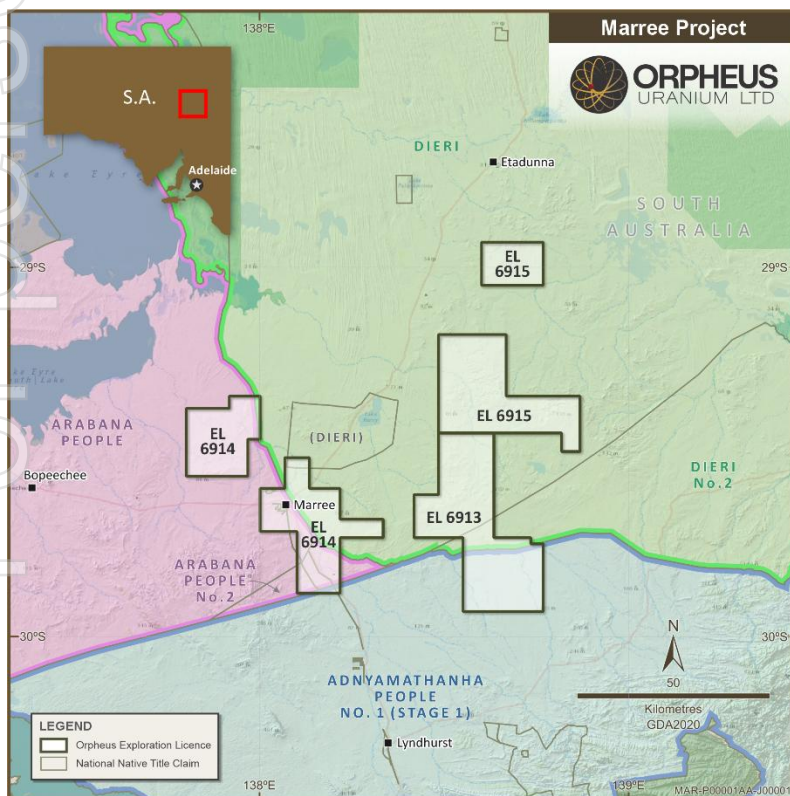 138°E
Marree Project
ORPHEUS
URANIUM LTD
S.A.
Adelaide
DIERI
Etadunna
SOUTH
AUSTRALIA
29°S
EL
6915
29°S
EL 6915
ARABANA
PEOPLE
EL
6914
(DIERI)
Bopeechee
DIERI
No.2
Marree
EL
6914
EL 6913
ARABANA
PEOPLE
No.2
30°S
N
30°S
50
Kilometres
GDA2020
ADNYAMATHANHA
PEOPLE
NO. 1 (STAGE 1)
Lyndhurst
LEGEND
Orpheus Exploration Licence
National Native Title Claim
138°E
139°E
MAR-P00001AA-J00001